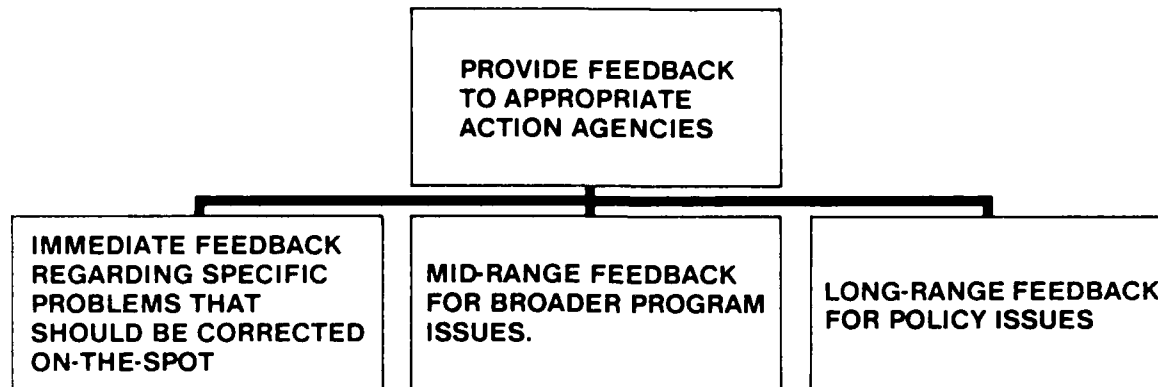 PROVIDE FEEDBACK
TO APPROPRIATE
ACTION AGENCIES
IMMEDIATE FEEDBACK
REGARDING SPECIFIC
PROBLEMS THAT
SHOULD BE CORRECTED
ON-THE-SPOT
MID-RANGE FEEDBACK
FOR BROADER PROGRAM
ISSUES.
LONG-RANGE FEEDBACK
FOR POLICY ISSUES